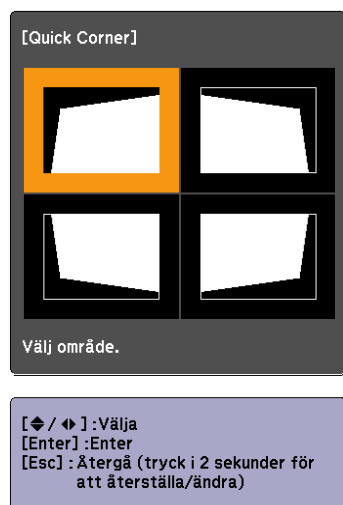 [Quick Corner]
Välj område.
[⬘/◂▸] :Välja
[Enter] :Enter
[Esc] : Återgå (tryck i 2 sekunder för
att återställa/ändra)